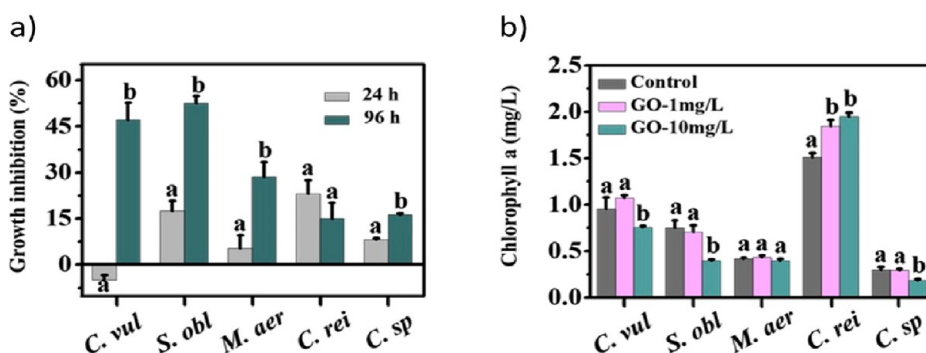 a)
Growth inhibition (%)
60
45
30
15
0
24 h
96 h
a
b
a
b
a
b
a
a
a
b
C. vul
S. obl
M. aer
C. rei
C. sp
b)
Chlorophyll a (mg/L)
2.5
2.0
1.5
1.0
0.5
0.0
Control
GO-1mg/L
GO-10mg/L
a
a
b
a
a
b
a
a
a
a
b
b
a
a
b
C. vul
S. obl
M. aer
C. rei
C. sp